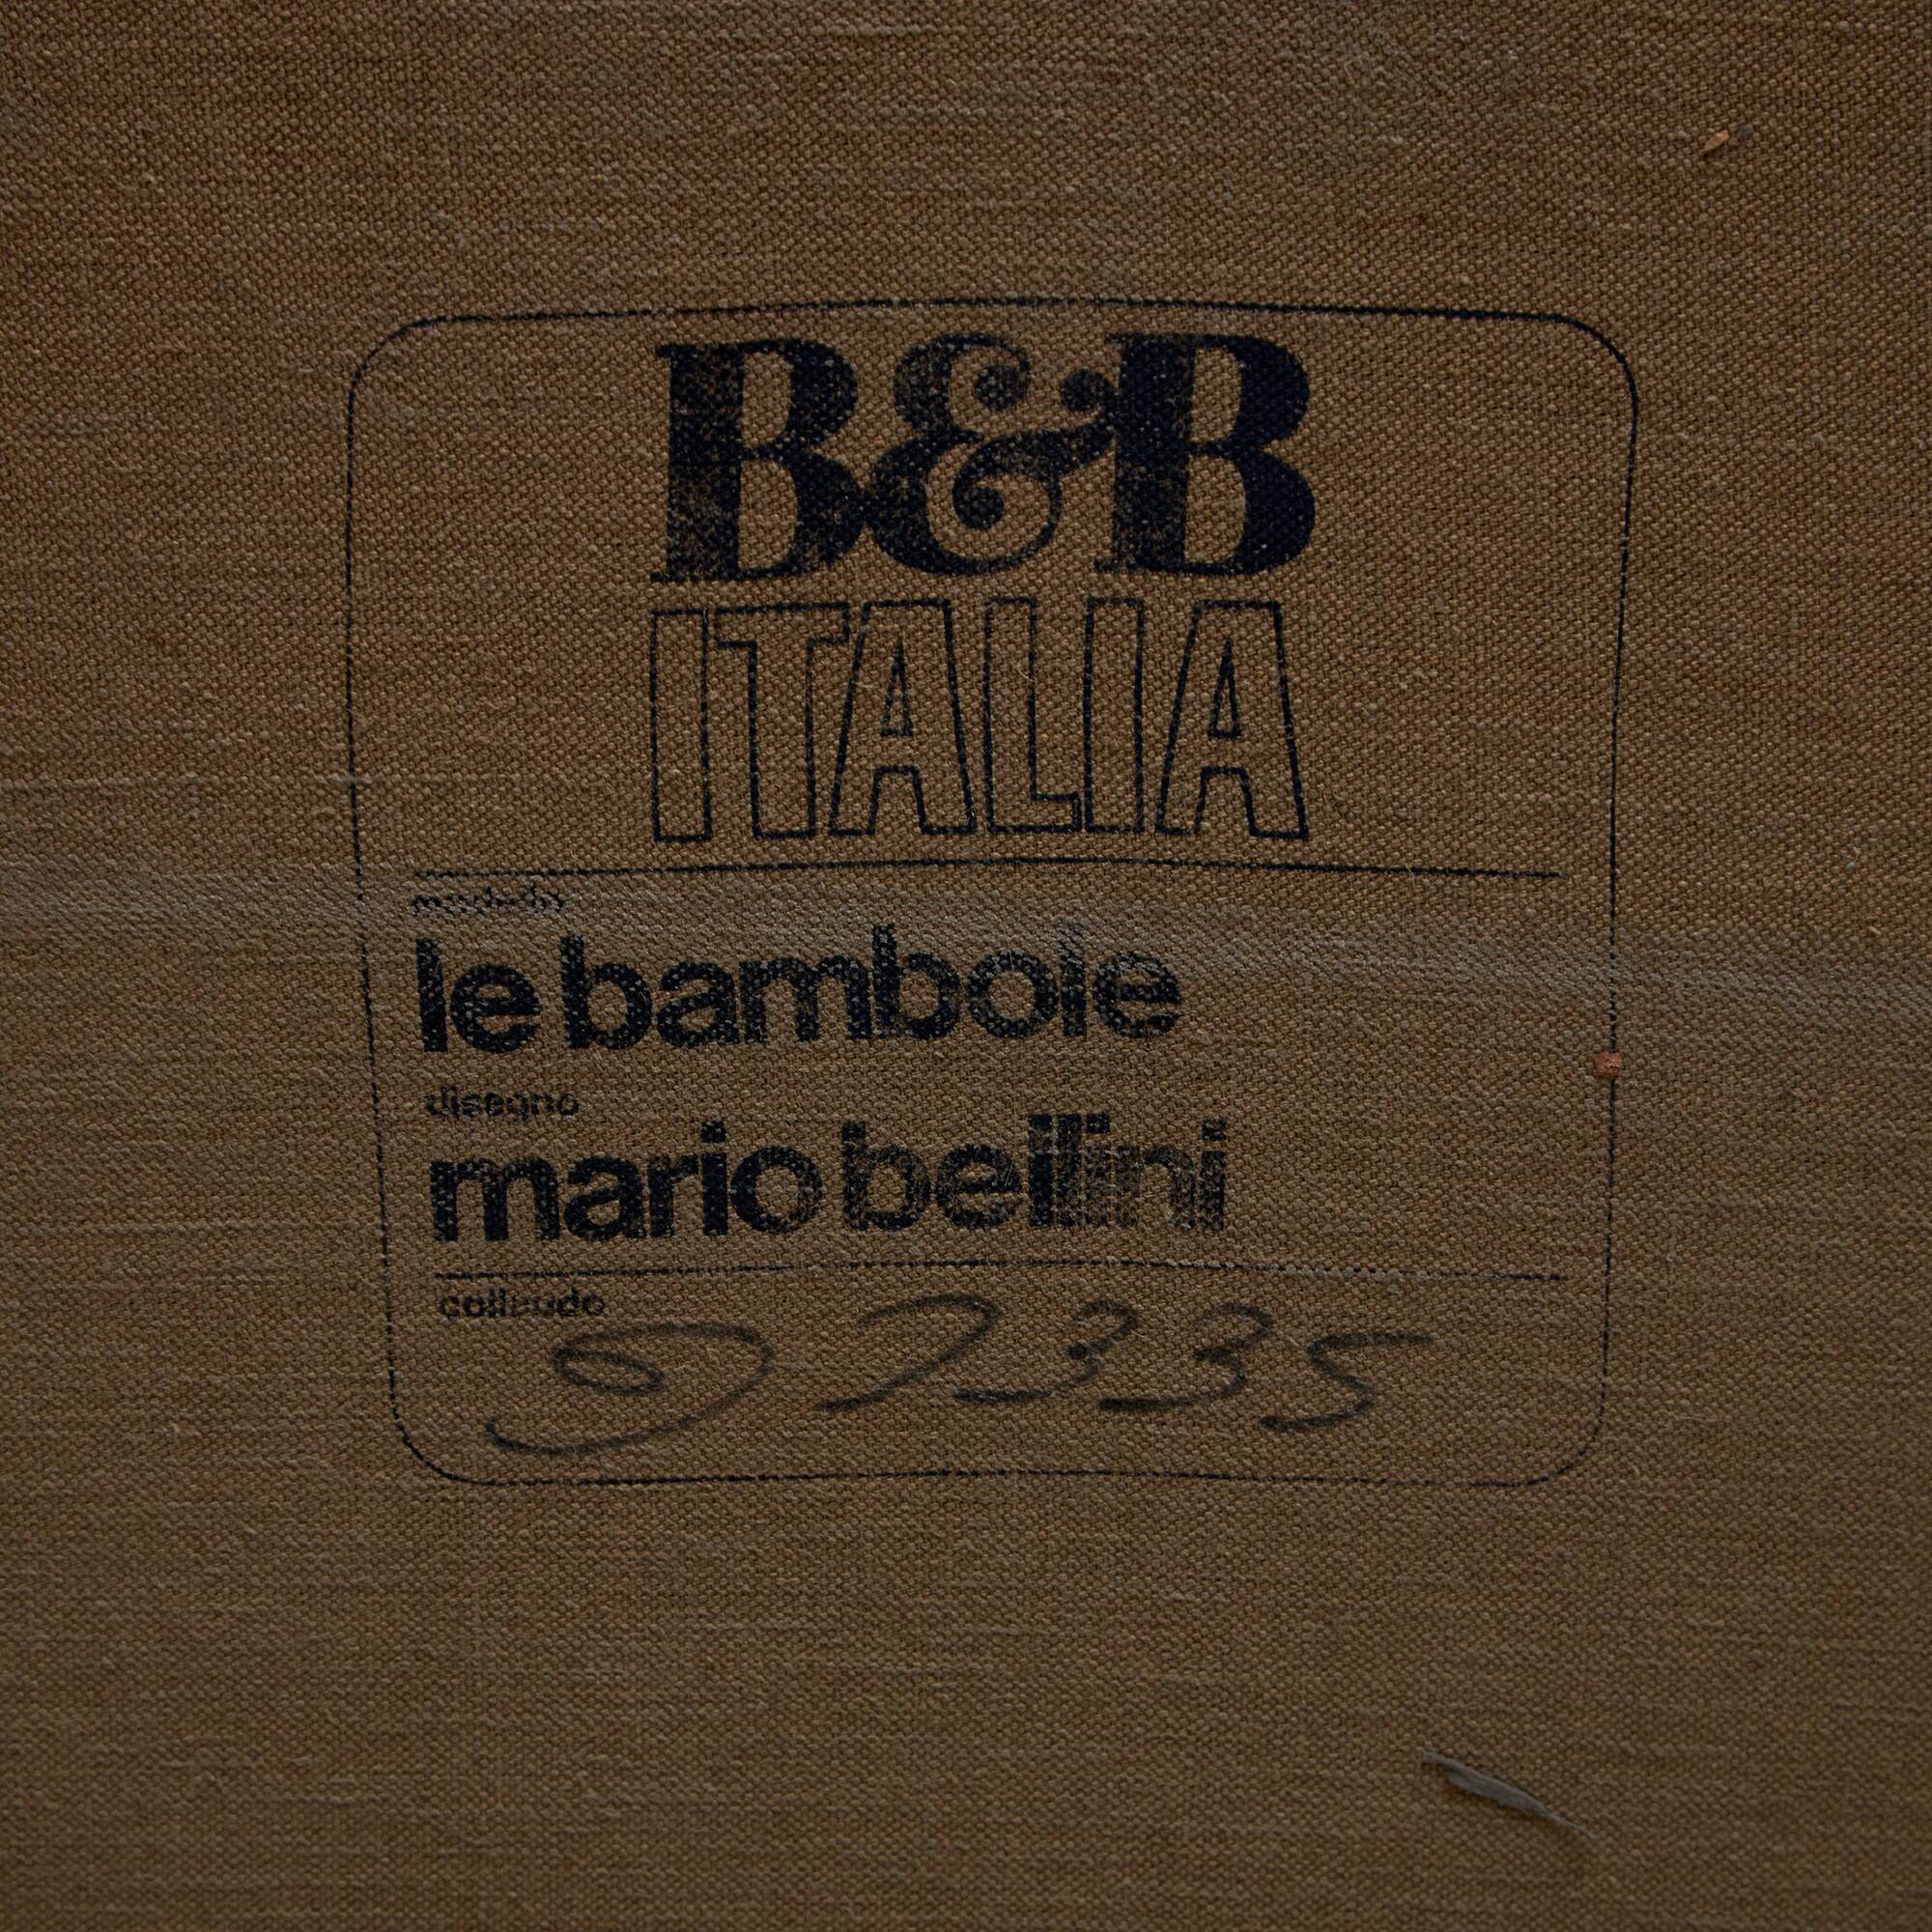 B&B
ITALIA
modello
le bambole
disegno
mario bellini
collaudo
97335